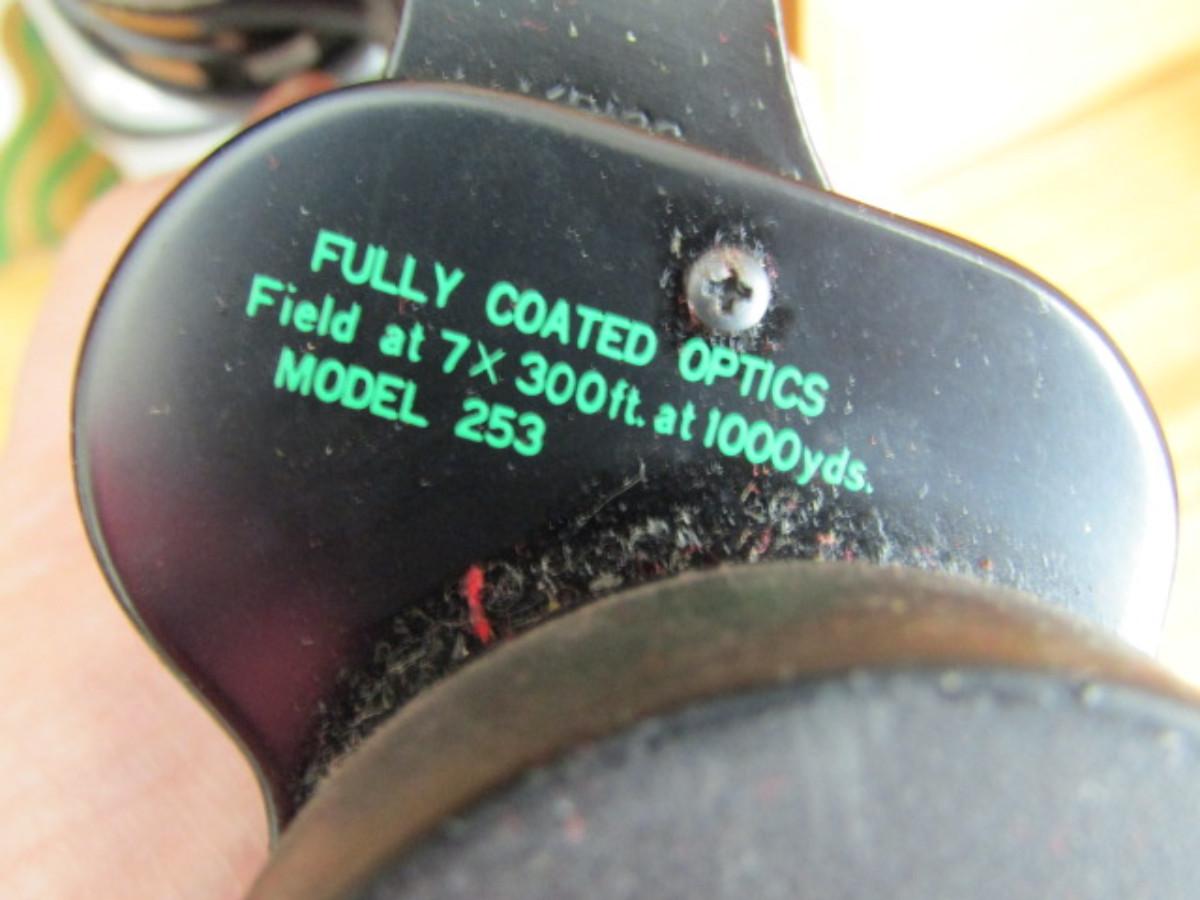 FULLY COATED OPTICS
Field at 7X 300ft. at 1000yds.
MODEL 253